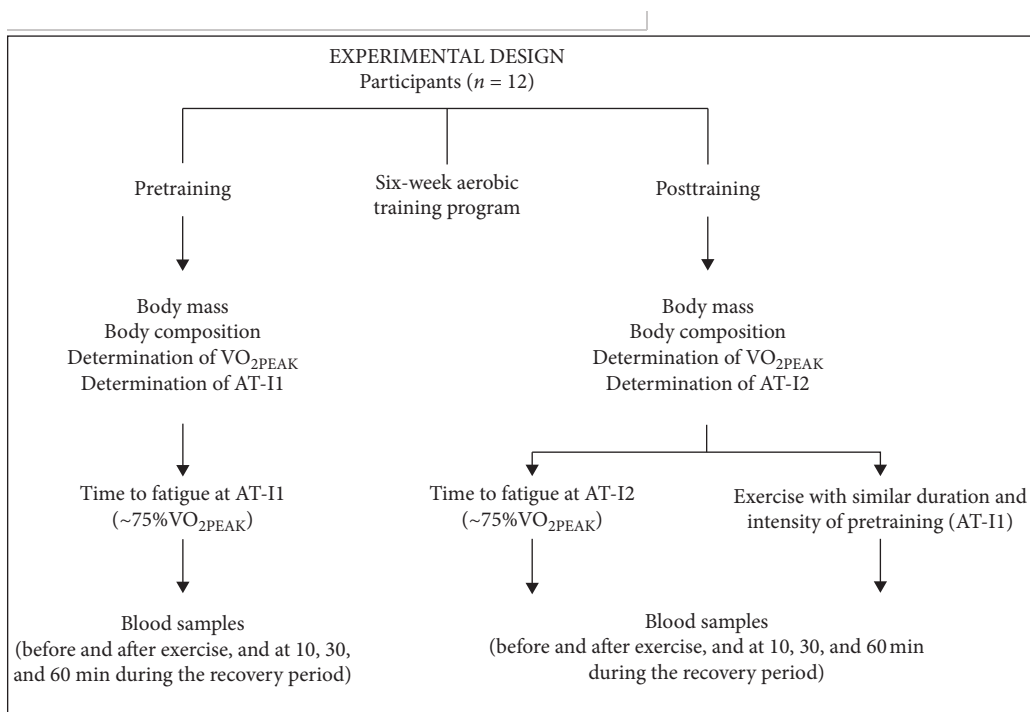 EXPERIMENTAL DESIGN
Participants (n = 12)
Pretraining
Six-week aerobic
training program
Posttraining
Body mass
Body composition
Determination of VO2PEAK
Determination of AT-I1
Body mass
Body composition
Determination of VO2PEAK
Determination of AT-I2
Time to fatigue at AT-I1
(~75%VO2PEAK)
Time to fatigue at AT-I2
(~75%VO2PEAK)
Exercise with similar duration and
intensity of pretraining (AT-I1)
Blood samples
(before and after exercise, and at 10, 30,
and 60 min during the recovery period)
Blood samples
(before and after exercise, and at 10, 30, and 60 min
during the recovery period)